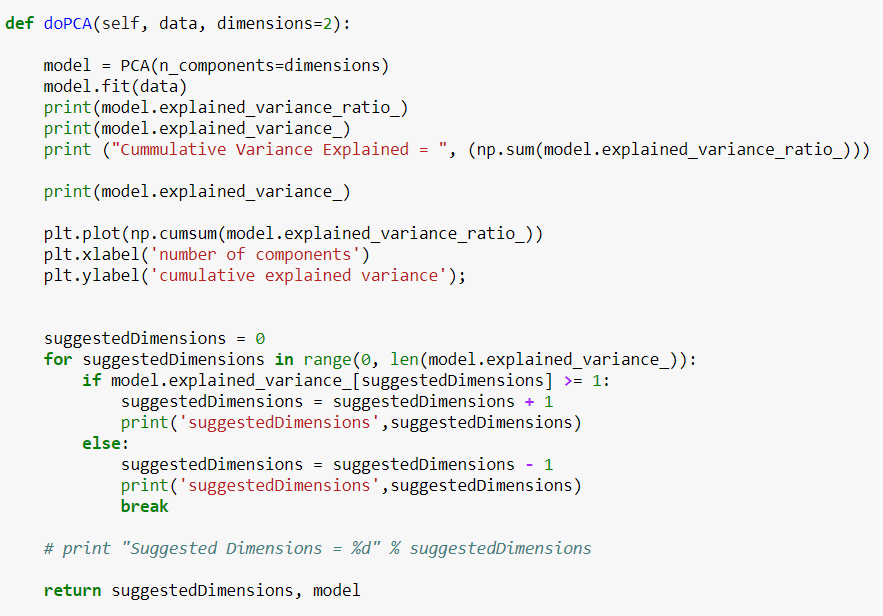 def doPCA(self, data, dimensions=2):
model = PCA(n_components=dimensions)
model.fit(data)
print(model.explained_variance_ratio_)
print(model.explained_variance_)
print ("Cummulative Variance Explained = ", (np.sum(model.explained_variance_ratio_)))
print(model.explained_variance_)
plt.plot(np.cumsum(model.explained_variance_ratio_))
plt.xlabel('number of components')
plt.ylabel('cumulative explained variance');
suggestedDimensions = 0
for suggestedDimensions in range(0, len(model.explained_variance_)):
if model.explained_variance_[suggestedDimensions] >= 1:
suggestedDimensions = suggestedDimensions + 1
print('suggestedDimensions',suggestedDimensions)
else:
suggestedDimensions = suggestedDimensions - 1
print('suggestedDimensions',suggestedDimensions)
break
# print "Suggested Dimensions = %d" % suggestedDimensions
return suggestedDimensions, model